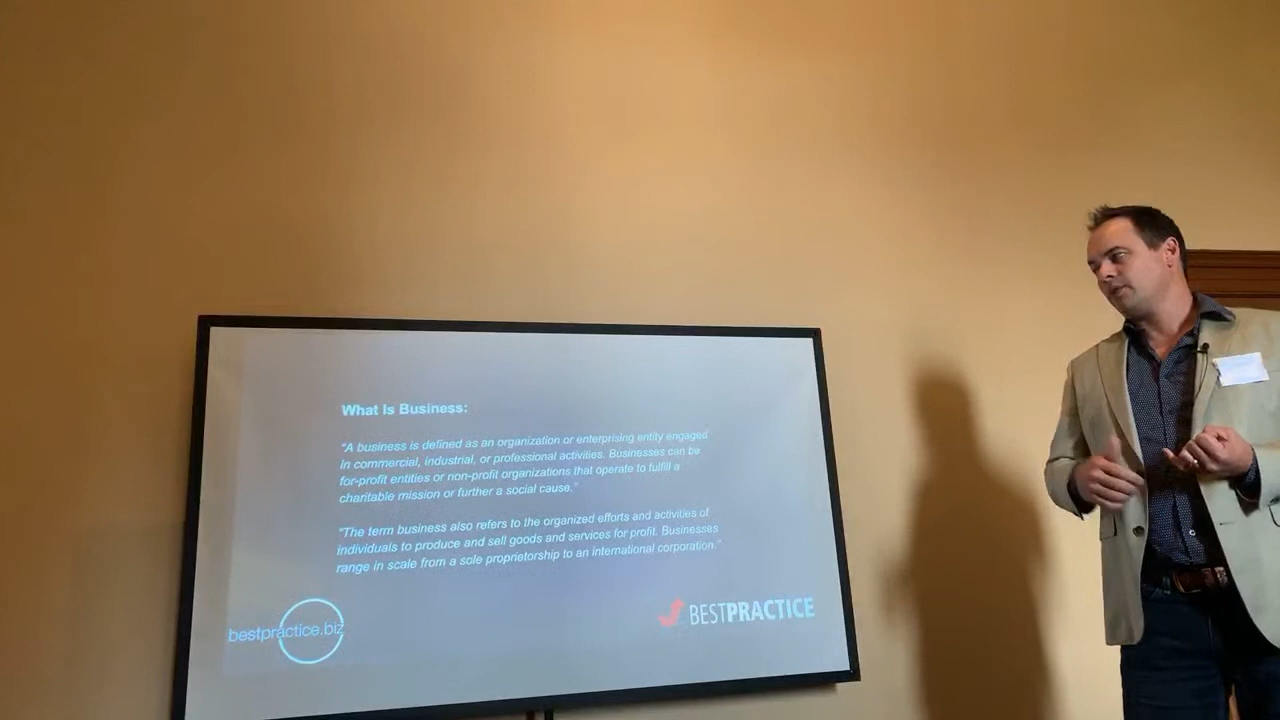 What Is Business:
"A business is defined as an organization or enterprising entity engaged
in commercial, industrial, or professional activities. Businesses can be
for-profit entities or non-profit organizations that operate to fulfill a
charitable mission or further a social cause."
"The term business also refers to the organized efforts and activities of
individuals to produce and sell goods and services for profit. Businesses
range in scale from a sole proprietorship to an international corporation."
bestpractice.biz
BESTPRACTICE